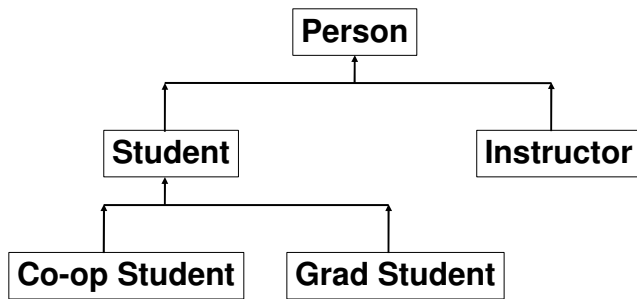 Person
Student
Instructor
Co-op Student
Grad Student